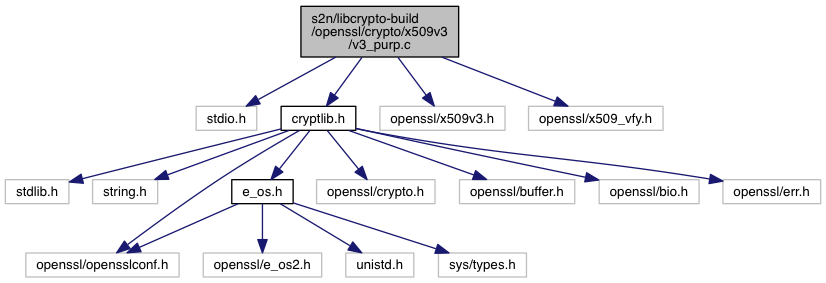 s2n/libcrypto-build
/openssl/crypto/x509v3
/v3_purp.c
stdio.h
cryptlib.h
openssl/x509v3.h
openssl/x509_vfy.h
stdlib.h
string.h
e_os.h
openssl/crypto.h
openssl/buffer.h
openssl/bio.h
openssl/err.h
openssl/opensslconf.h
openssl/e_os2.h
unistd.h
sys/types.h